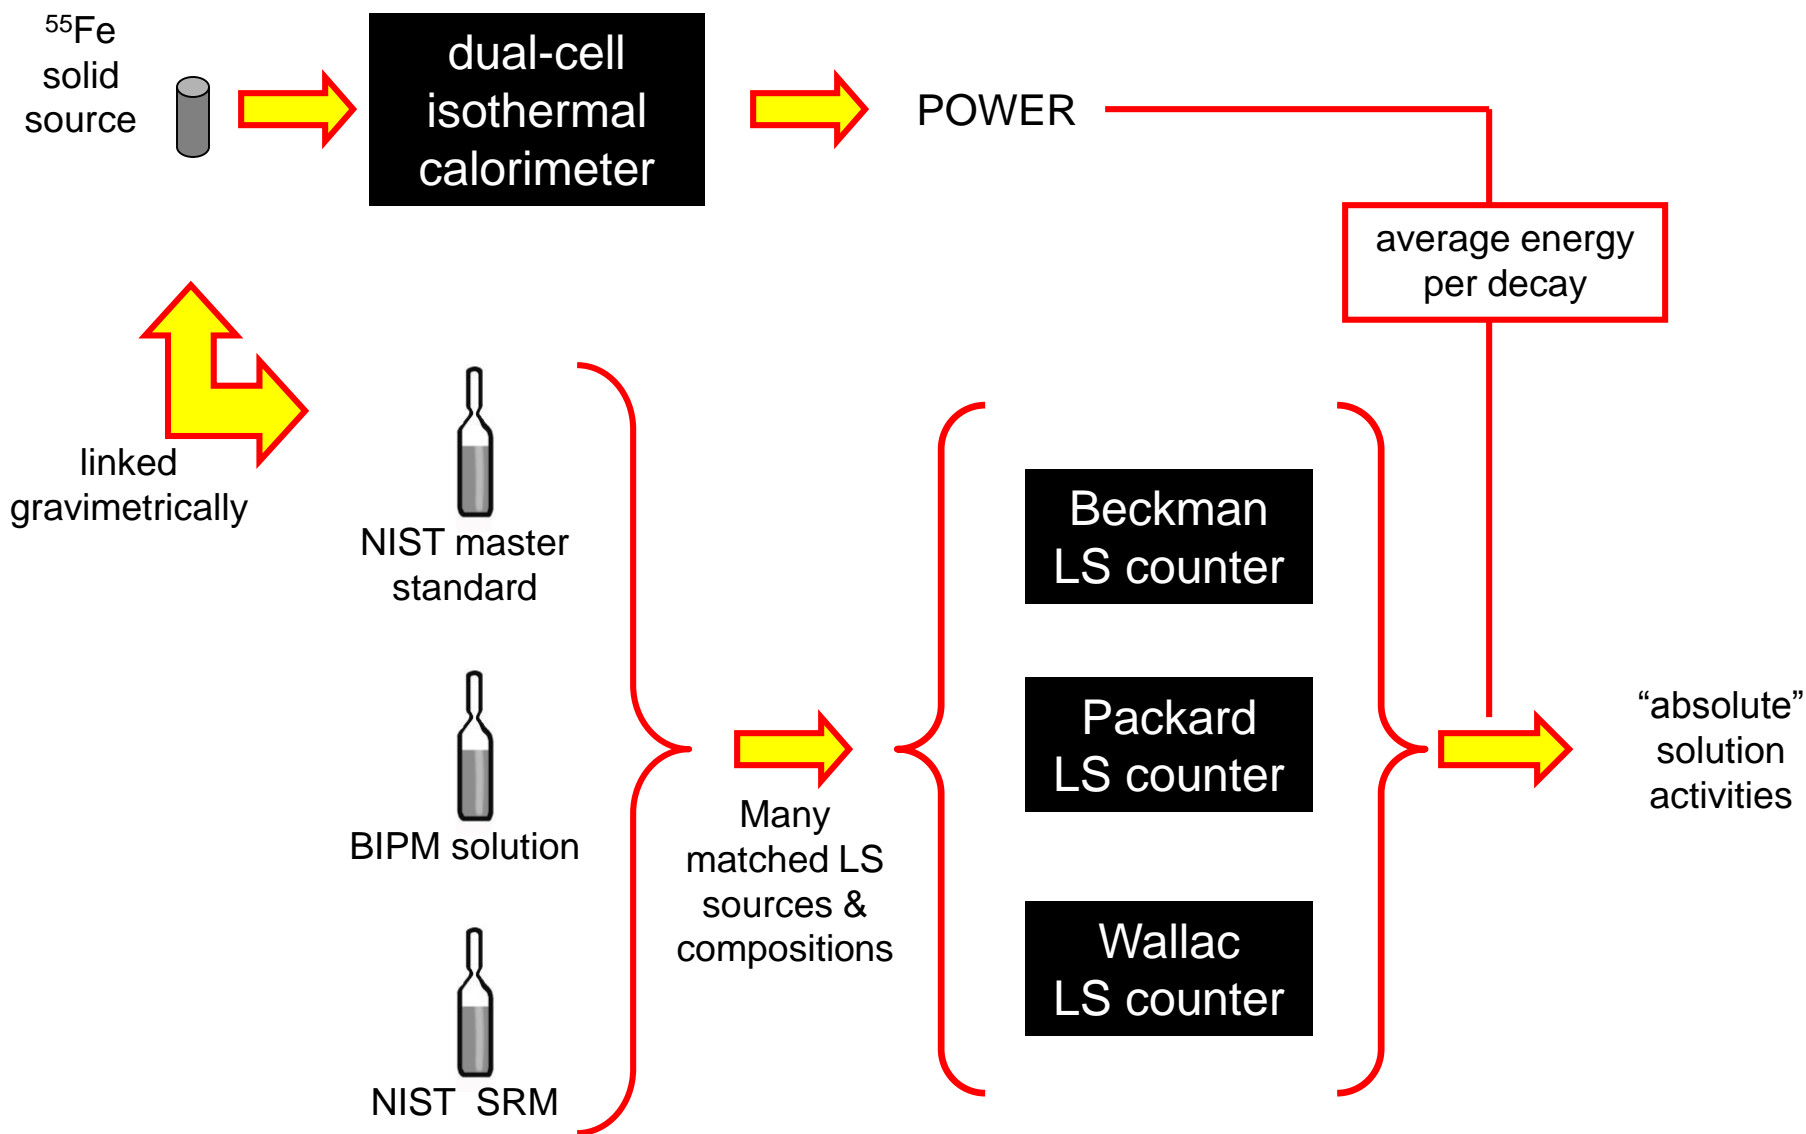 ⁵⁵Fe
solid
source
dual-cell
isothermal
calorimeter
POWER
average energy
per decay
linked
gravimetrically
NIST master
standard
BIPM solution
NIST SRM
Many
matched LS
sources &
compositions
Beckman
LS counter
Packard
LS counter
Wallac
LS counter
“absolute”
solution
activities